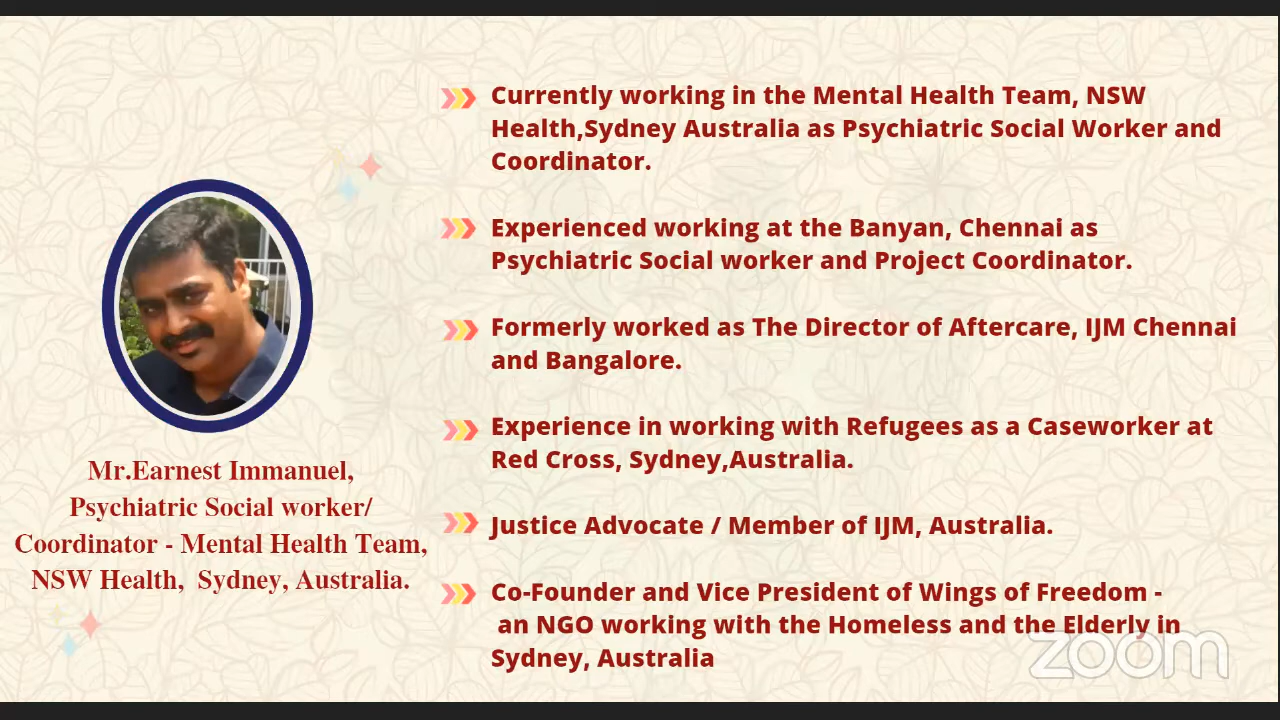 Currently working in the Mental Health Team, NSW
Health,Sydney Australia as Psychiatric Social Worker and
Coordinator.
Experienced working at the Banyan, Chennai as
Psychiatric Social worker and Project Coordinator.
Formerly worked as The Director of Aftercare, IJM Chennai
and Bangalore.
Experience in working with Refugees as a Caseworker at
Red Cross, Sydney,Australia.
Justice Advocate / Member of IJM, Australia.
Co-Founder and Vice President of Wings of Freedom -
an NGO working with the Homeless and the Elderly in
Sydney, Australia
Mr.Earnest Immanuel,
Psychiatric Social worker/
Coordinator - Mental Health Team,
NSW Health,  Sydney, Australia.
zoom